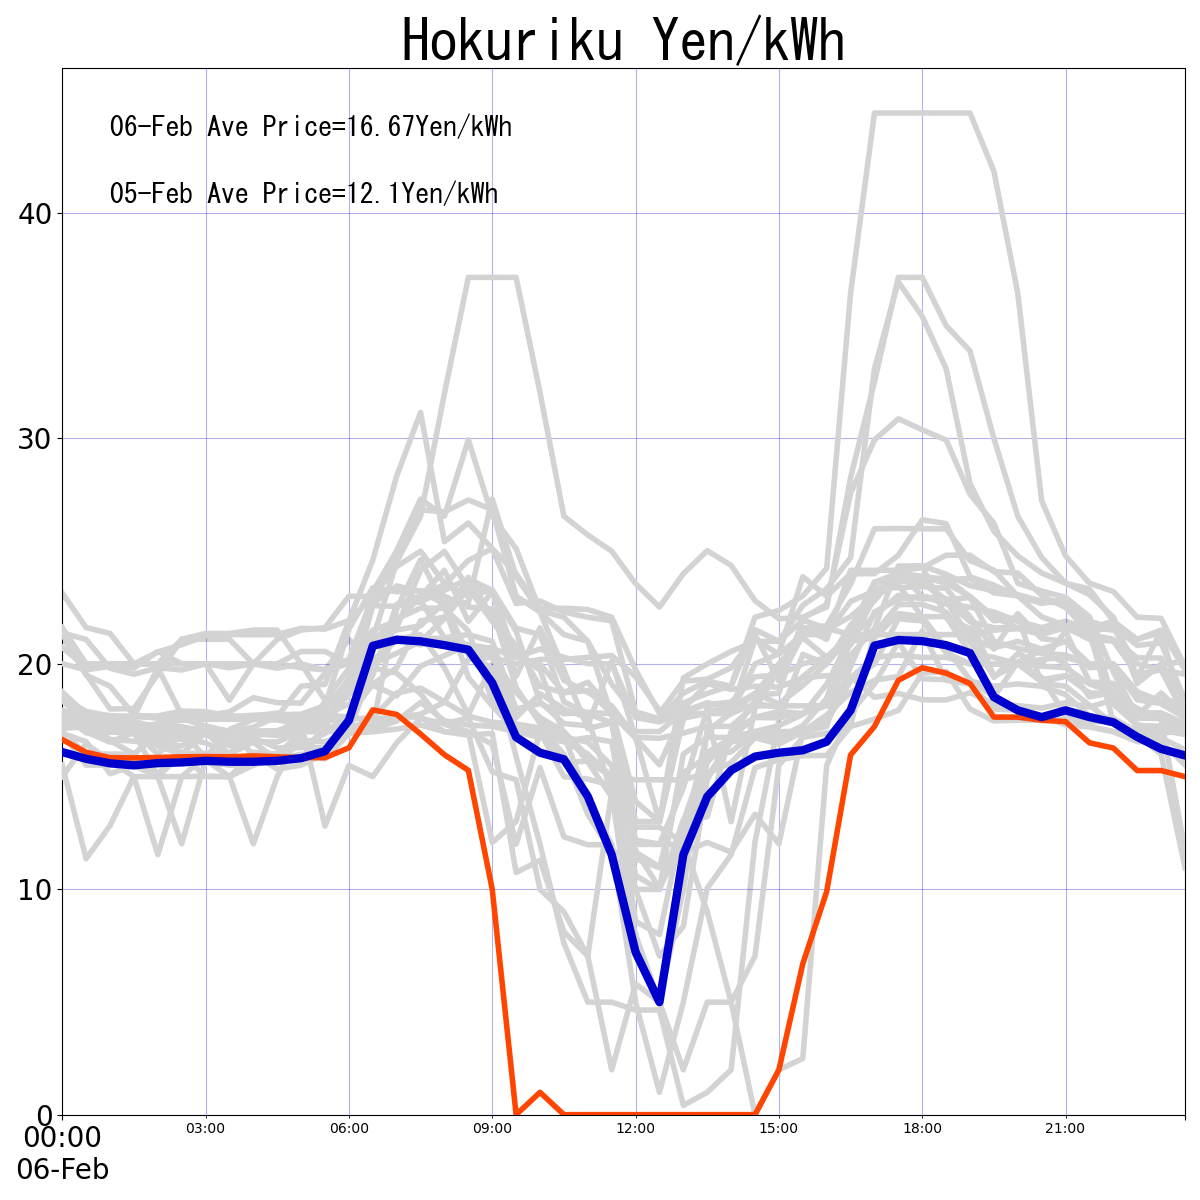 Hokuriku Yen/kWh
06-Feb Ave Price=16.67Yen/kWh
05-Feb Ave Price=12.1Yen/kWh
40
30
20
10
0
00:00 03:00 06:00 09:00 12:00 15:00 18:00 21:00
06-Feb